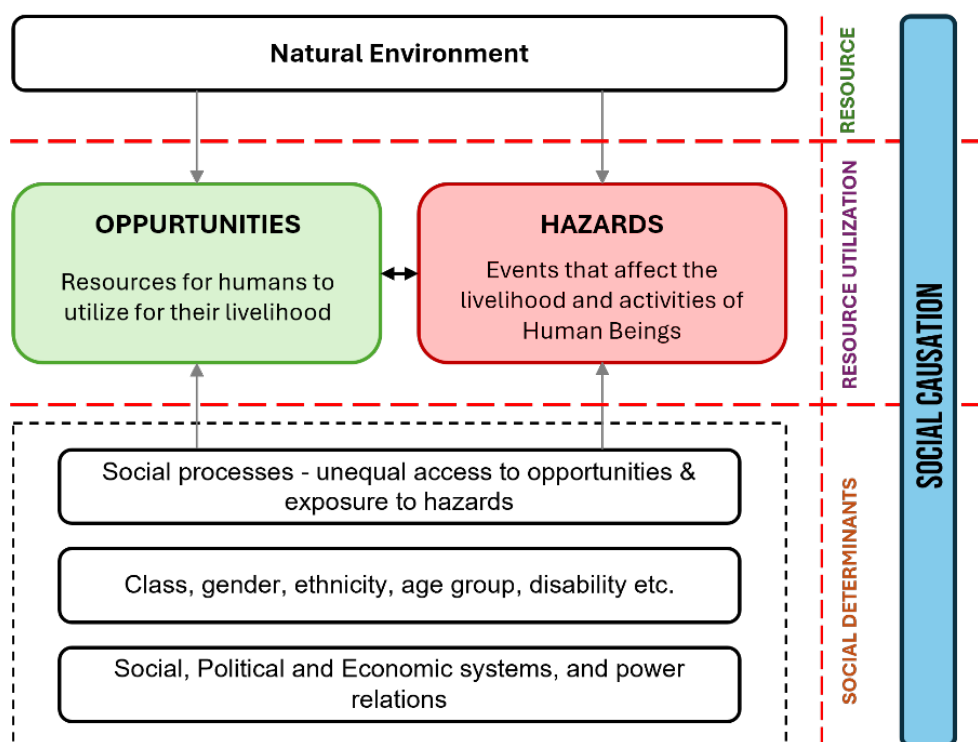 Natural Environment
RESOURCE
OPPURTUNITIES
Resources for humans to
utilize for their livelihood
HAZARDS
Events that affect the
livelihood and activities of
Human Beings
RESOURCE UTILIZATION
Social processes - unequal access to opportunities &
exposure to hazards
Class, gender, ethnicity, age group, disability etc.
Social, Political and Economic systems, and power
relations
SOCIAL DETERMINANTS
SOCIAL CAUSATION